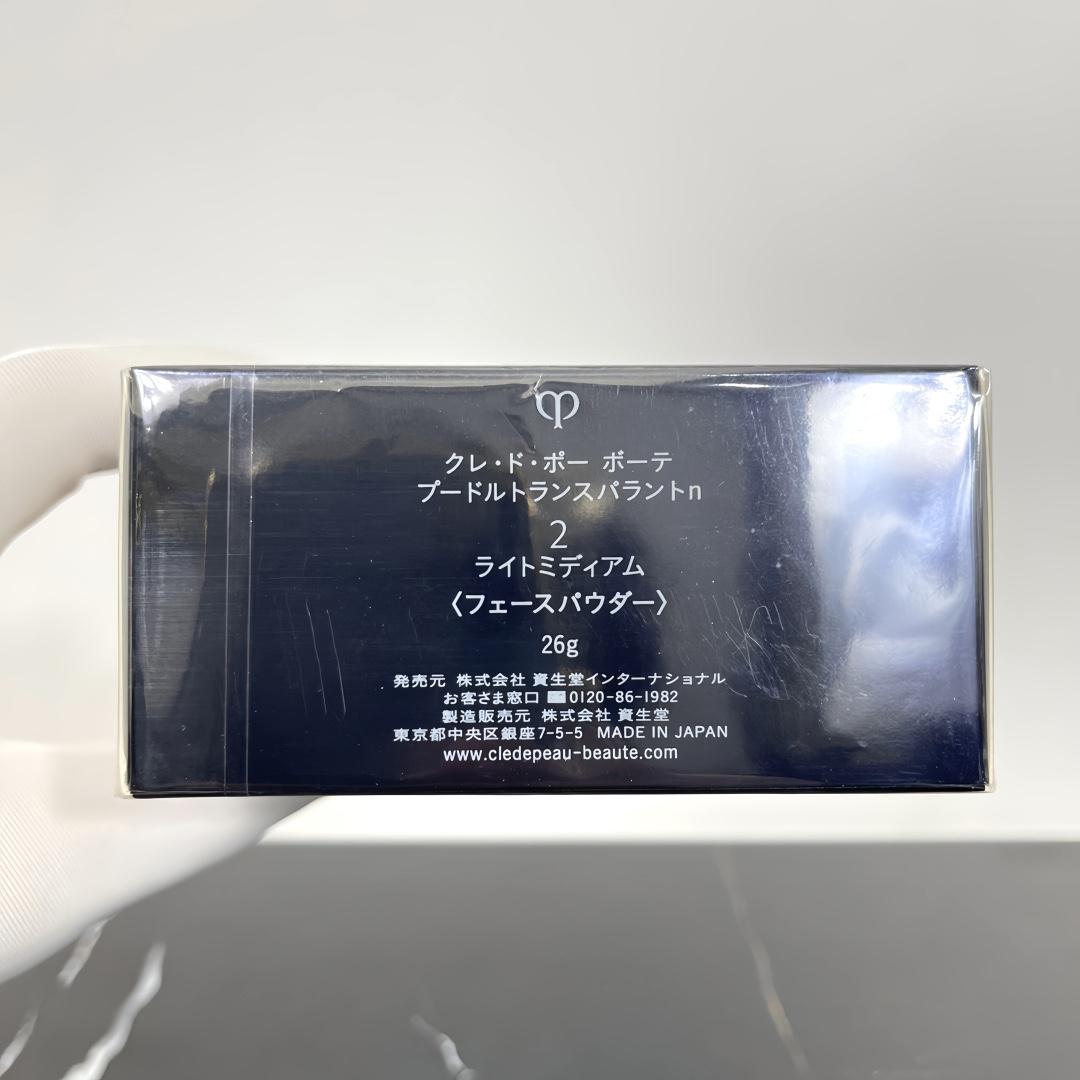 クレ・ド・ポー ボーテ
プードルトランスパラントn
2
ライトミディアム
〈フェースパウダー〉
26g
発売元 株式会社 資生堂インターナショナル
お客さま窓口 0120-86-1982
製造販売元 株式会社 資生堂
東京都中央区銀座7-5-5 MADE IN JAPAN
www.cledepeau-beaute.com